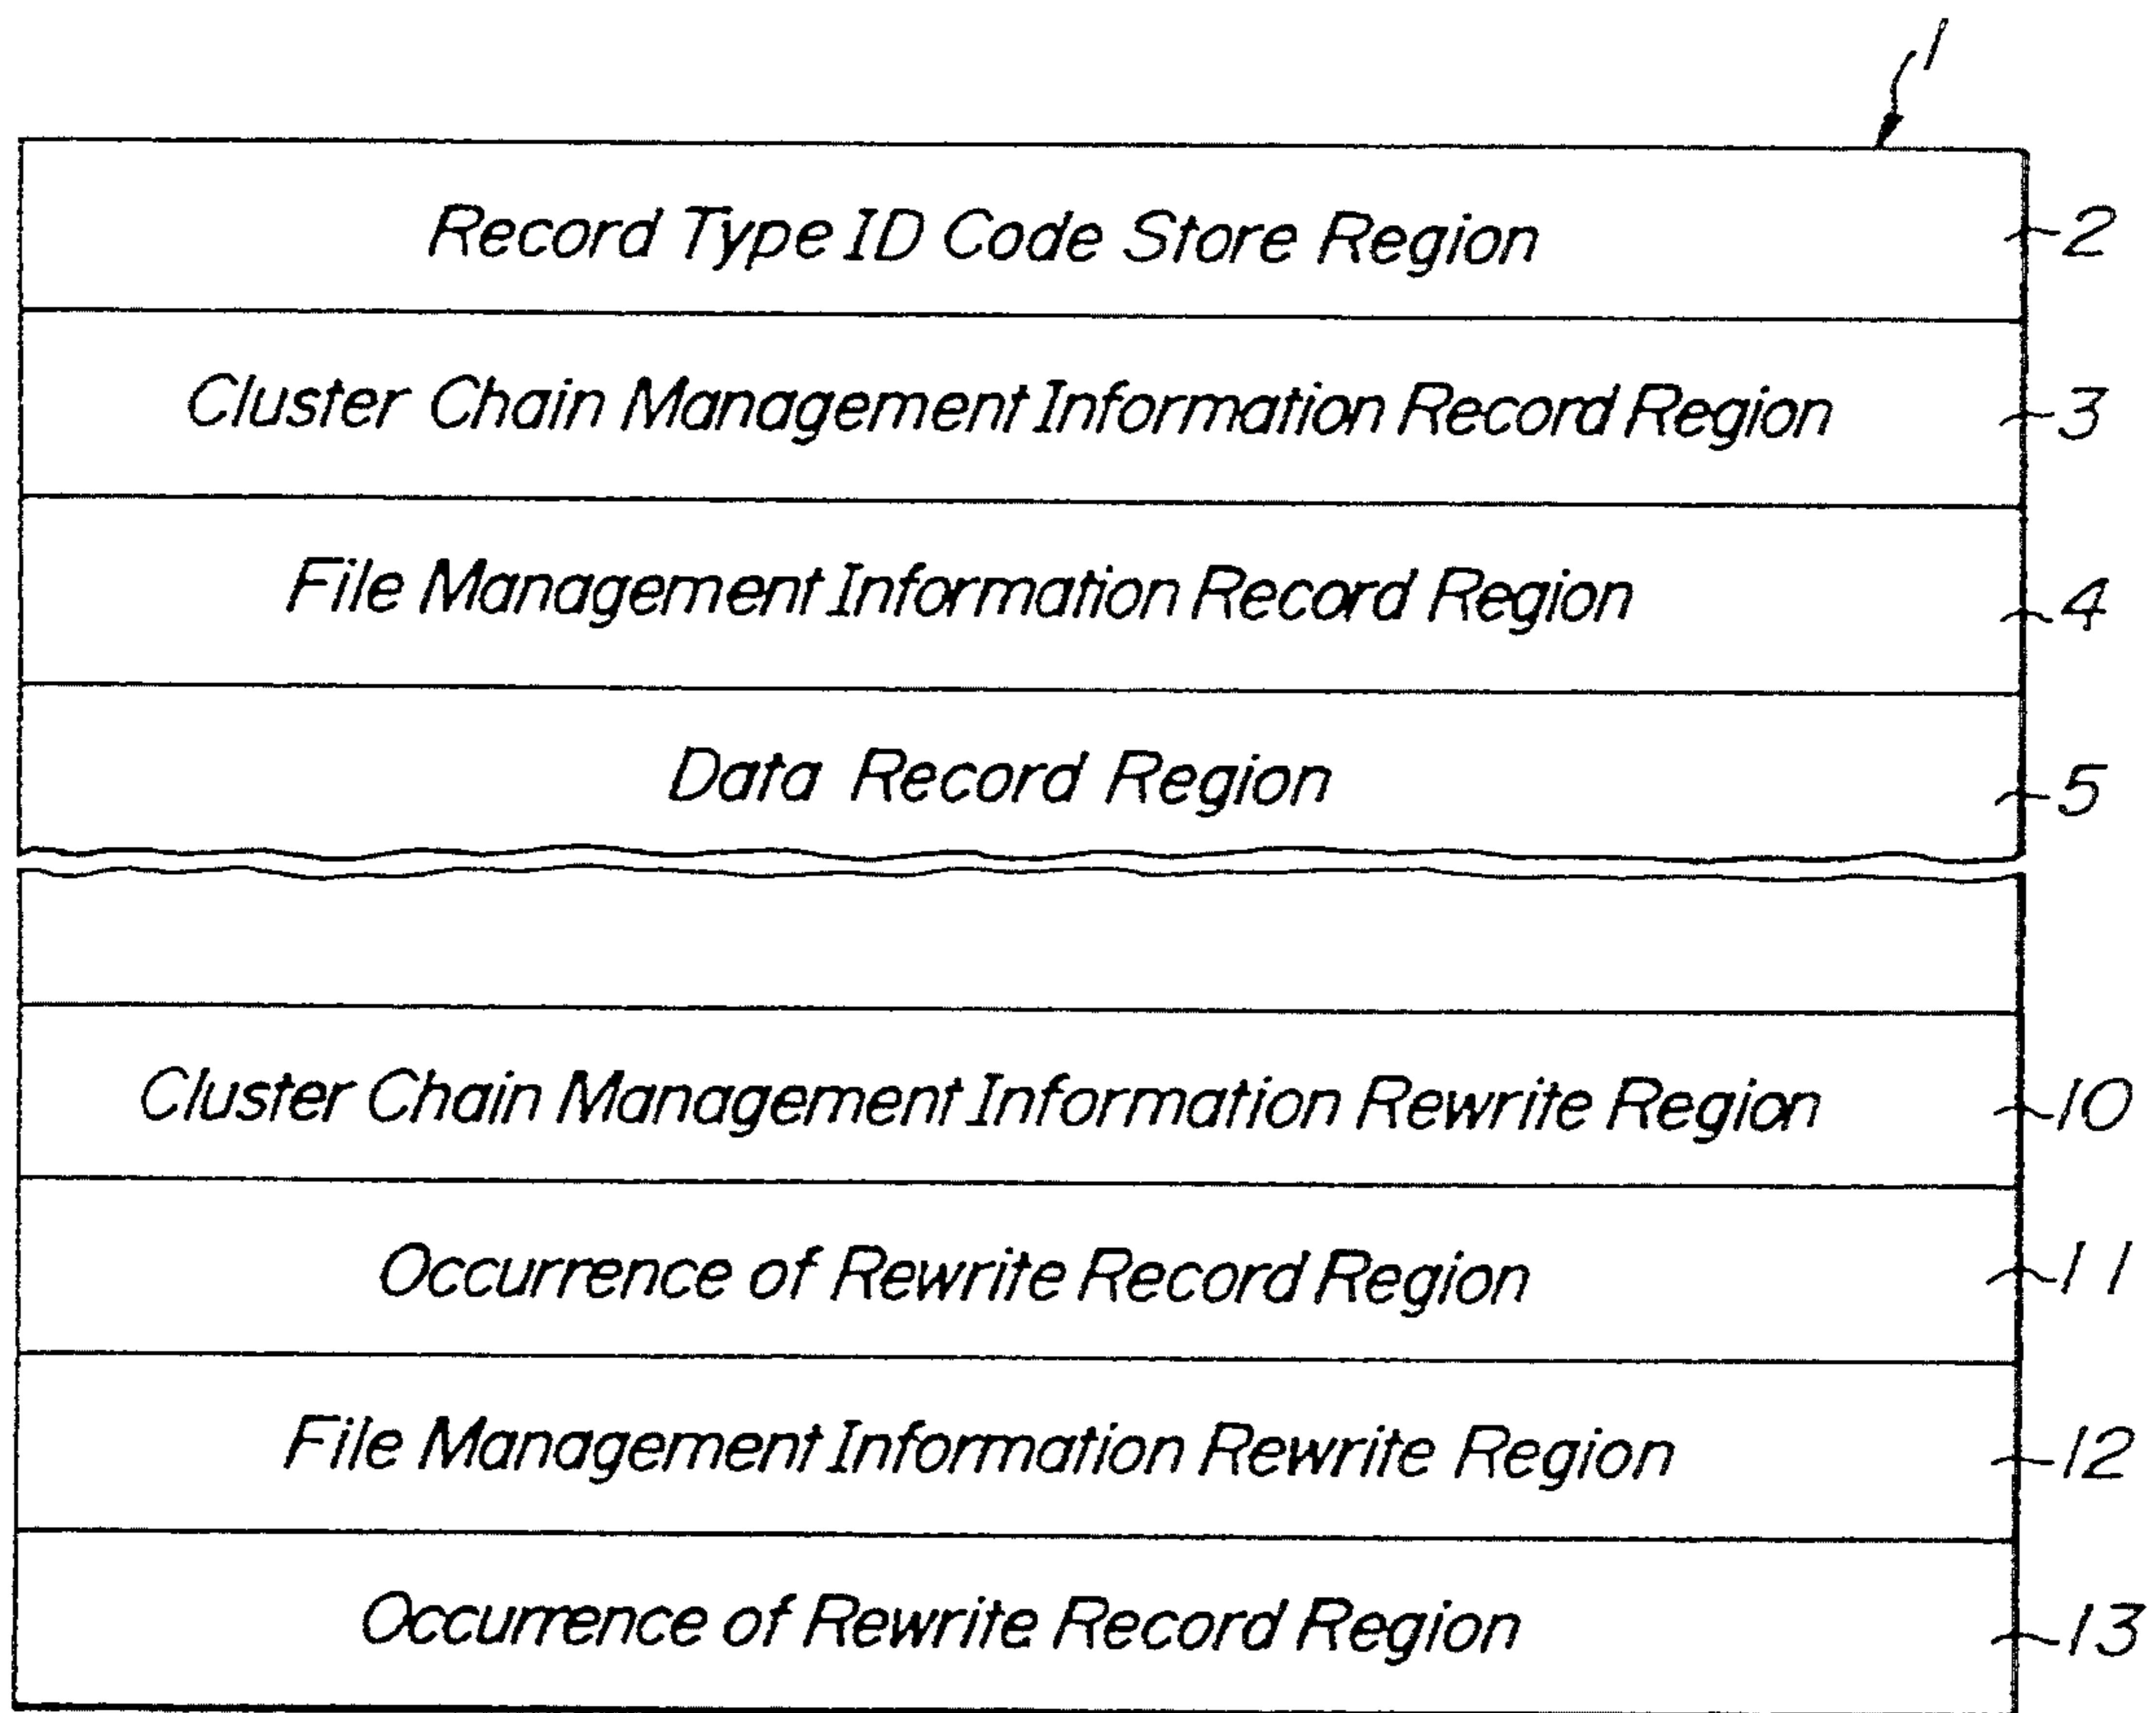 1
Record Type ID Code Store Region 2
Cluster Chain Management Information Record Region 3
File Management Information Record Region 4
Data Record Region 5
Cluster Chain Management Information Rewrite Region 10
Occurrence of Rewrite Record Region 11
File Management Information Rewrite Region 12
Occurrence of Rewrite Record Region 13